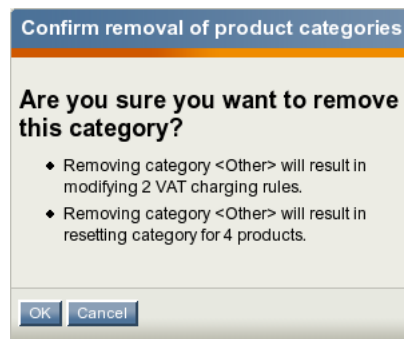 Confirm removal of product categories
Are you sure you want to remove
this category?
Removing category <Other> will result in
modifying 2 VAT charging rules.
Removing category <Other> will result in
resetting category for 4 products.
OK Cancel